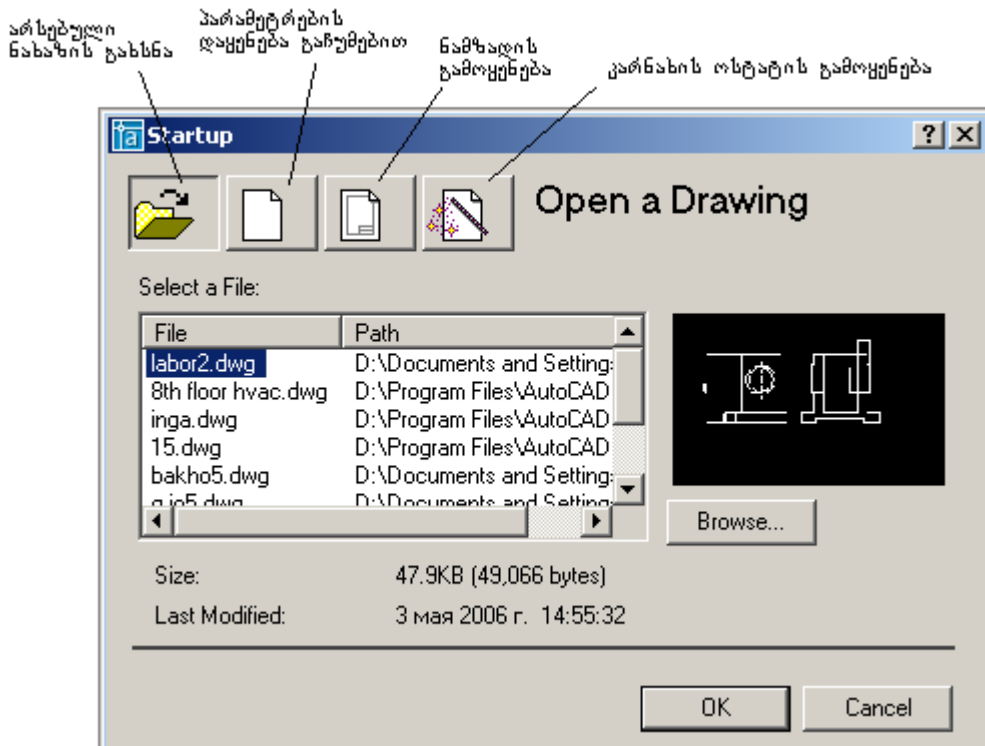 არსებული
ნახაზის გახსნა
პარამეტრების
დაყენება გაჩუმებით
ნამზადის
გამოყენება
კარნახის ოსტატის გამოყენება
Startup
Open a Drawing
Select a File:
File Path
labor2.dwg D:\Documents and Setting
8th floor hvac.dwg D:\Program Files\AutoCAD
inga.dwg D:\Program Files\AutoCAD
15.dwg D:\Program Files\AutoCAD
bakho5.dwg D:\Documents and Setting
D:\Documents and Setting
Browse...
Size: 47.9KB (49,066 bytes)
Last Modified: 3 мая 2006 г. 14:55:32
OK Cancel